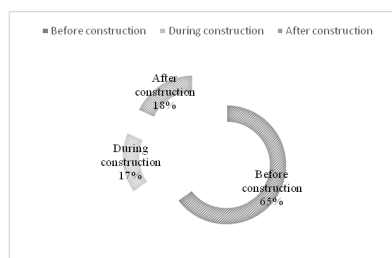 Before construction During construction After construction
After
construction
18%
During
construction
17%
Before
construction
65%